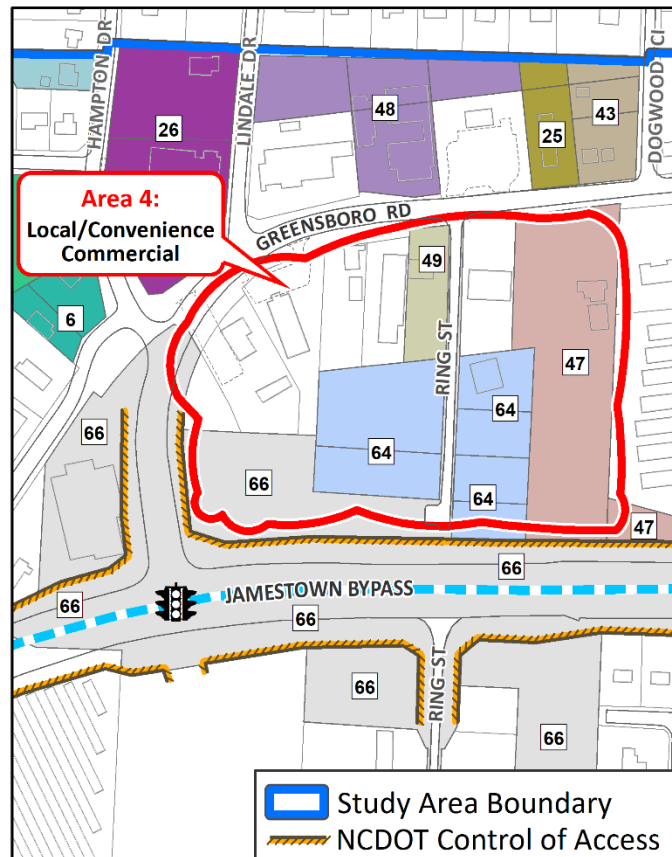 HAMPTON DR
LINDALE DR
DOGWOOD CI
48
26
25
43
Area 4:
Local/Convenience
Commercial
GREENSBORO RD
49
6
RING ST
47
64
64
66
66
64
47
66
JAMESTOWN BYPASS
66
66
RING ST
66
66
Study Area Boundary
NCDOT Control of Access